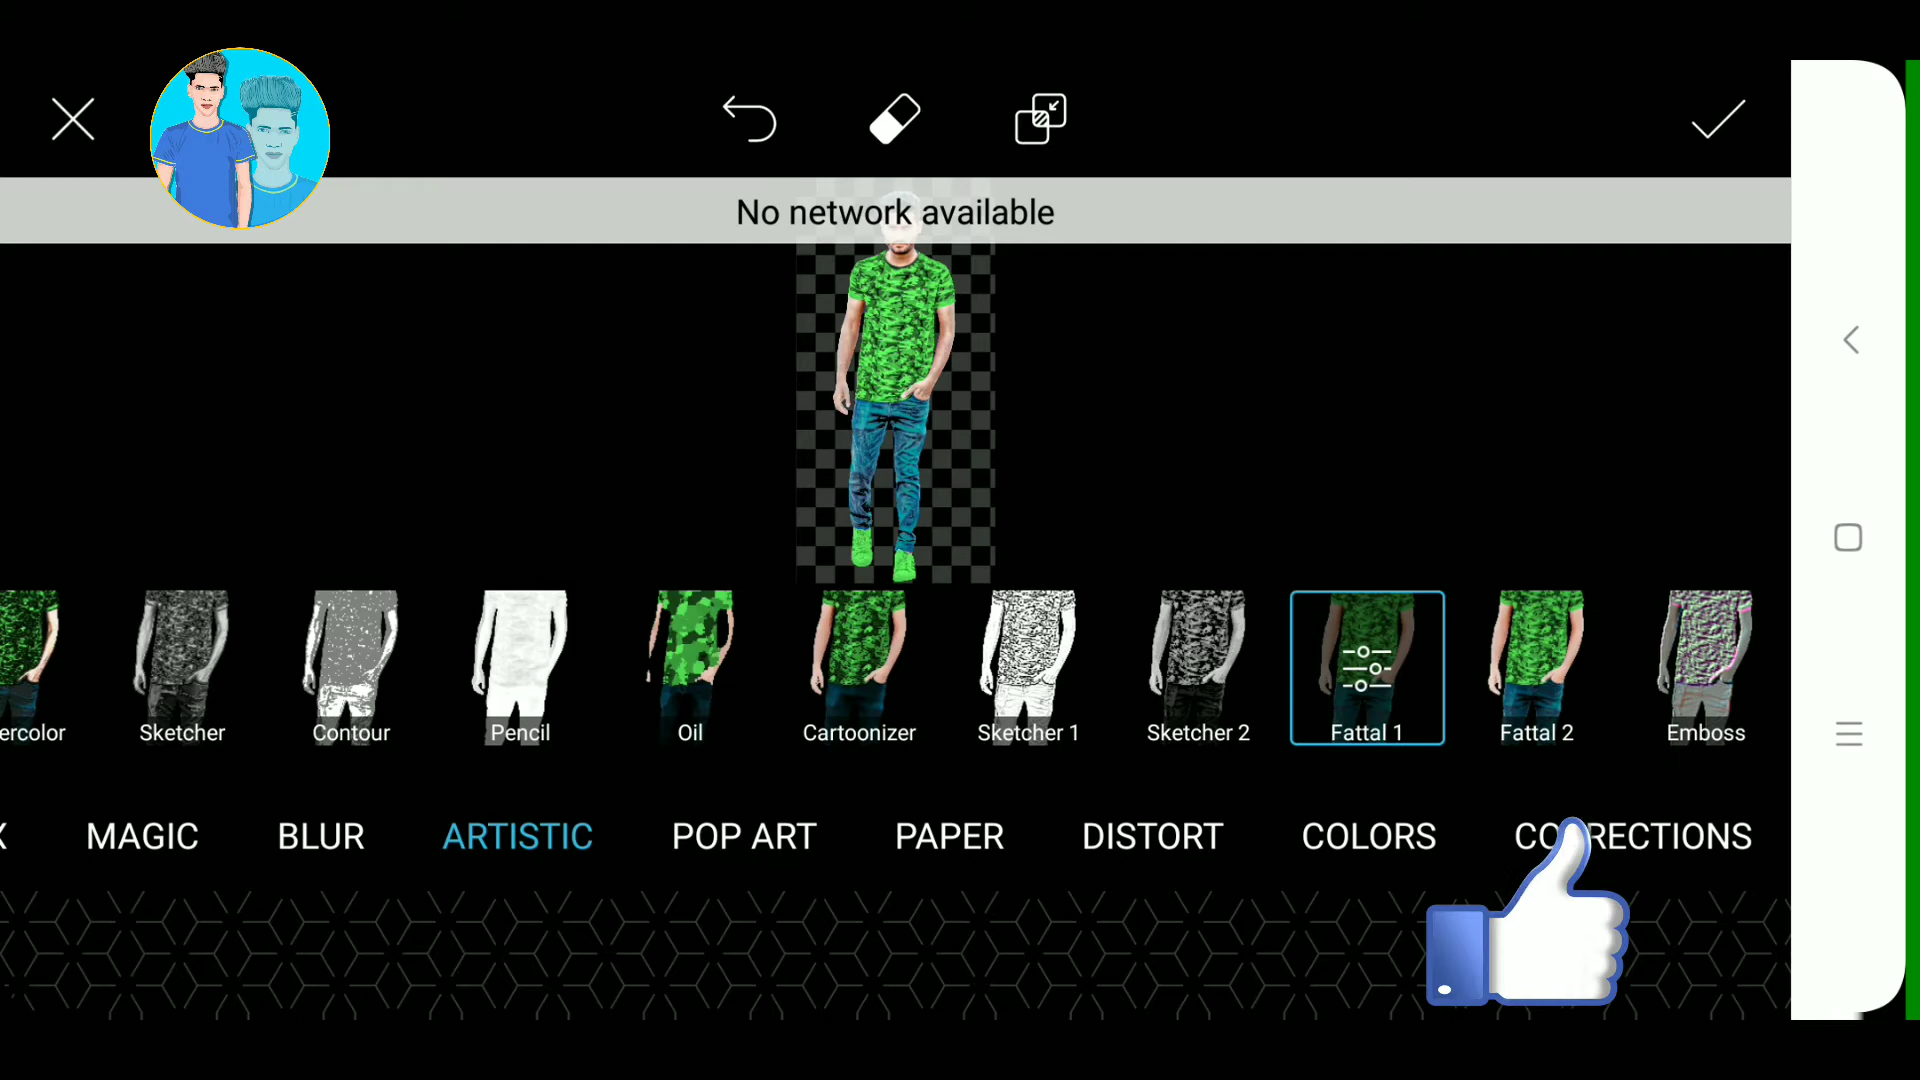 No network available
ercolor Sketcher Contour Pencil Oil Cartoonizer Sketcher 1 Sketcher 2 Fattal 1 Fattal 2 Emboss
X MAGIC BLUR ARTISTIC POP ART PAPER DISTORT COLORS CORRECTIONS